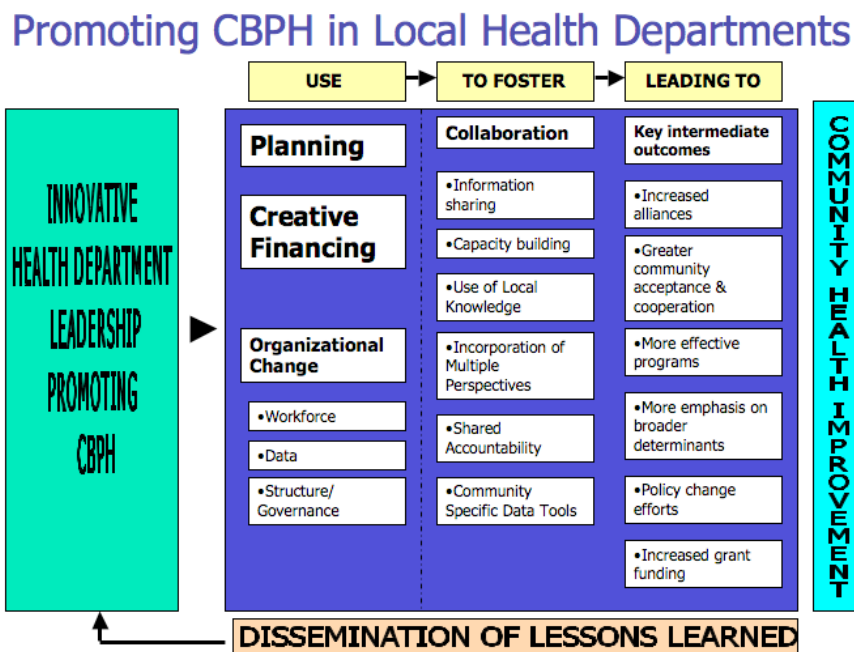 Promoting CBPH in Local Health Departments
USE
TO FOSTER
LEADING TO
INNOVATIVE
HEALTH DEPARTMENT
LEADERSHIP
PROMOTING
CBPH
Planning
Creative
Financing
Organizational
Change
•Workforce
•Data
•Structure/
Governance
Collaboration
•Information
sharing
•Capacity building
•Use of Local
Knowledge
•Incorporation of
Multiple
Perspectives
•Shared
Accountability
•Community
Specific Data Tools
Key intermediate
outcomes
•Increased
alliances
•Greater
community
acceptance &
cooperation
•More effective
programs
•More emphasis on
broader
determinants
•Policy change
efforts
•Increased grant
funding
COMMUNITY HEALTH IMPROVEMENT
DISSEMINATION OF LESSONS LEARNED